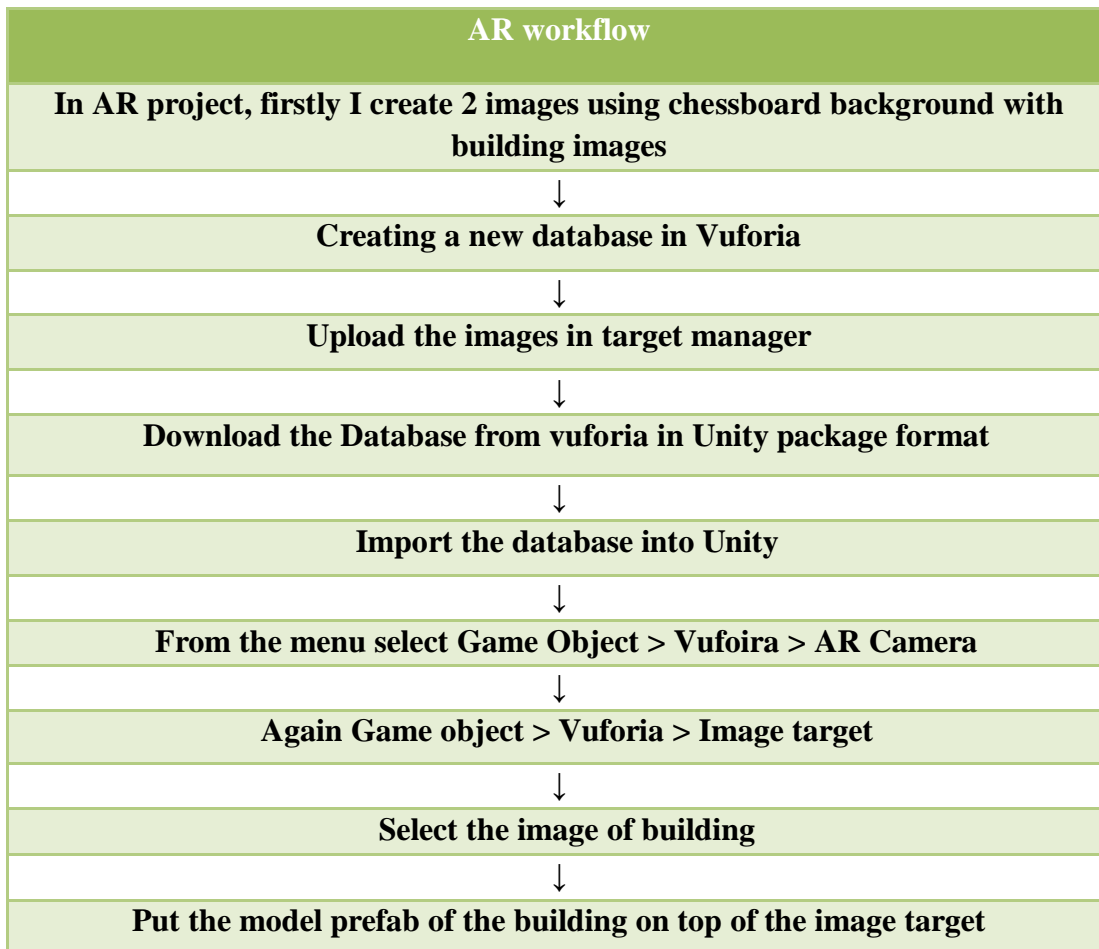 AR workflow
In AR project, firstly I create 2 images using chessboard background with
building images
↓
Creating a new database in Vuforia
↓
Upload the images in target manager
↓
Download the Database from vuforia in Unity package format
↓
Import the database into Unity
↓
From the menu select Game Object > Vufoira > AR Camera
↓
Again Game object > Vuforia > Image target
↓
Select the image of building
↓
Put the model prefab of the building on top of the image target